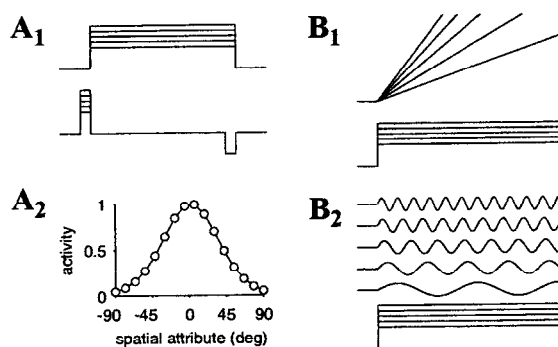 A1
B1
A2
activity
1
0.5
0
-90
-45
0
45
90
spatial attribute (deg)
B2